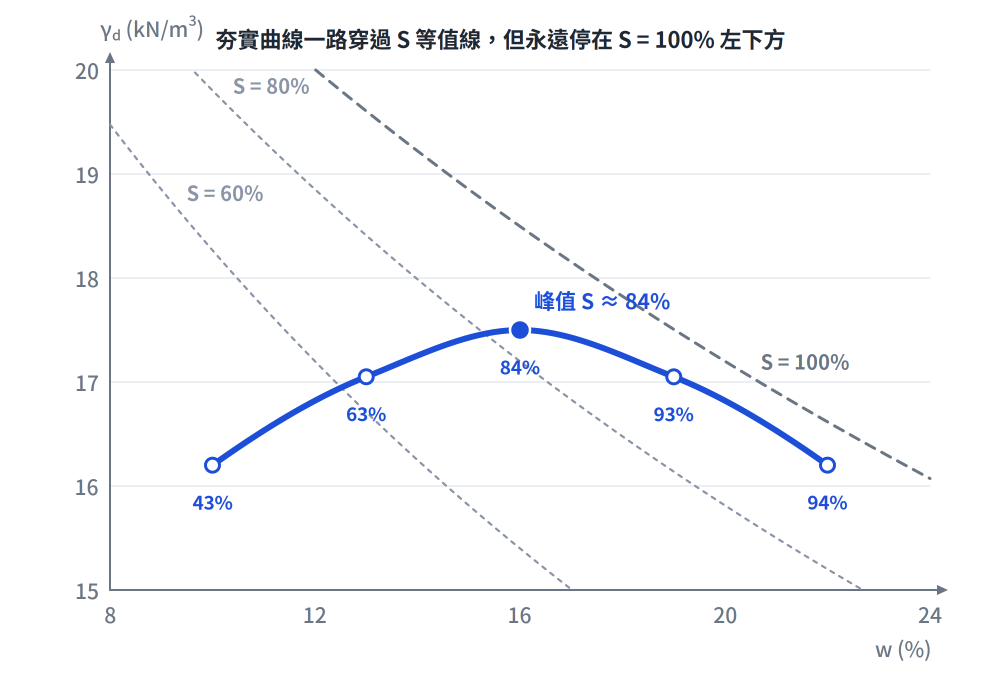 γd (kN/m³)
夯實曲線一路穿過 S 等值線，但永遠停在 S = 100% 左下方
20
S = 80%
19
S = 60%
18
峰值 S ≈ 84%
S = 100%
84%
17
63%
93%
16
43%
94%
15
8
12
16
20
24
w (%)